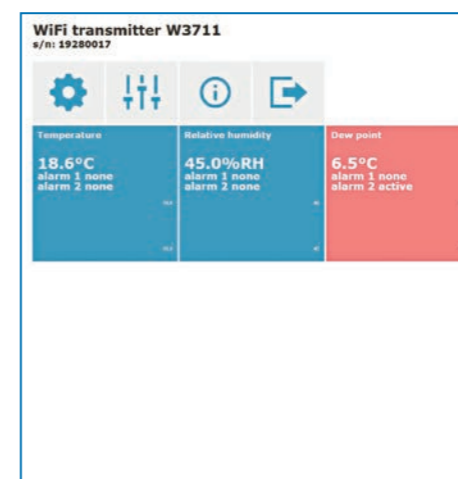 WiFi transmitter W3711
s/n: 19280017
Temperature
18.6°C
alarm 1 none
alarm 2 none
Relative humidity
45.0%RH
alarm 1 none
alarm 2 none
Dew point
6.5°C
alarm 1 none
alarm 2 active